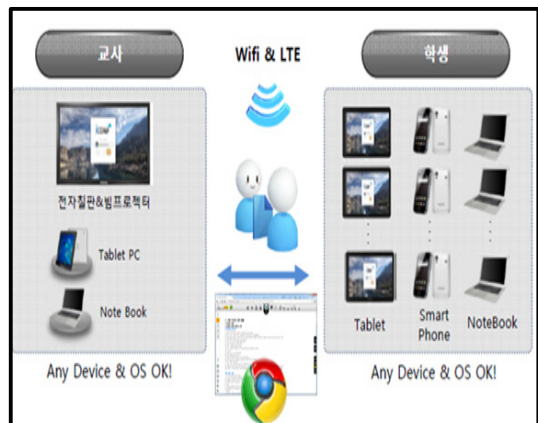 교사
Wifi & LTE
학생
전자칠판&빔프로젝터
Tablet PC
Note Book
Tablet
Smart
Phone
NoteBook
Any Device & OS OK!
Any Device & OS OK!